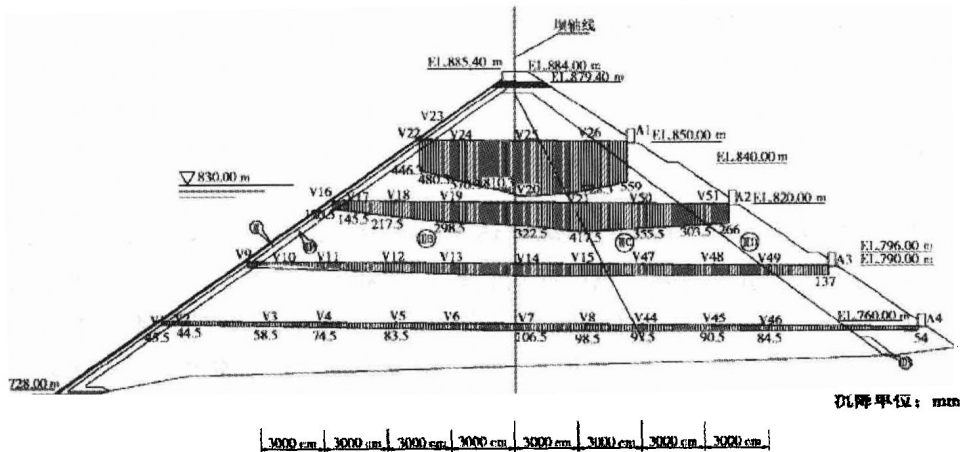 坝轴线
EL.885.40 m
EL.884.00 m
EL.879.40 m
V23
V22 V24 V25 V26 A1 EL.850.00 m
EL.840.00 m
446.5 480.5 810.5 559
830.00 m
V20
V16 V17 V18 V19 V21 V50 V51 A2 EL.820.00 m
145.5 217.5 298.5 322.5 417.5 355.5 303.5 266
EL.796.00 m
V9 V10 V11 V12 V13 V14 V15 V47 V48 V49 A3 EL.790.00 m
137
EL.760.00 m
V3 V4 V5 V6 V7 V8 V44 V45 V46 A4
44.5 58.5 74.5 83.5 106.5 98.5 90.5 84.5 54
728.00 m
沉降单位：mm
3000 cm 3000 cm 3000 cm 3000 cm 3000 cm 3000 cm 3000 cm 3000 cm